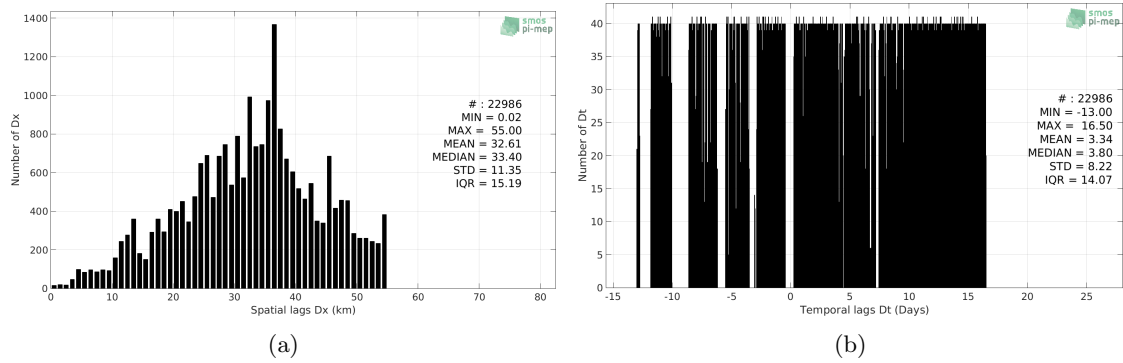 1400
1200
1000
800
600
400
200
0
Number of Dx
0 10 20 30 40 50 60 70 80
Spatial lags Dx (km)
smos
pi-mep
# : 22986
MIN = 0.02
MAX = 55.00
MEAN = 32.61
MEDIAN = 33.40
STD = 11.35
IQR = 15.19
(a)
40
35
30
25
20
15
10
5
0
Number of Dt
-15 -10 -5 0 5 10 15 20 25
Temporal lags Dt (Days)
smos
pi-mep
# : 22986
MIN = -13.00
MAX = 16.50
MEAN = 3.34
MEDIAN = 3.80
STD = 8.22
IQR = 14.07
(b)